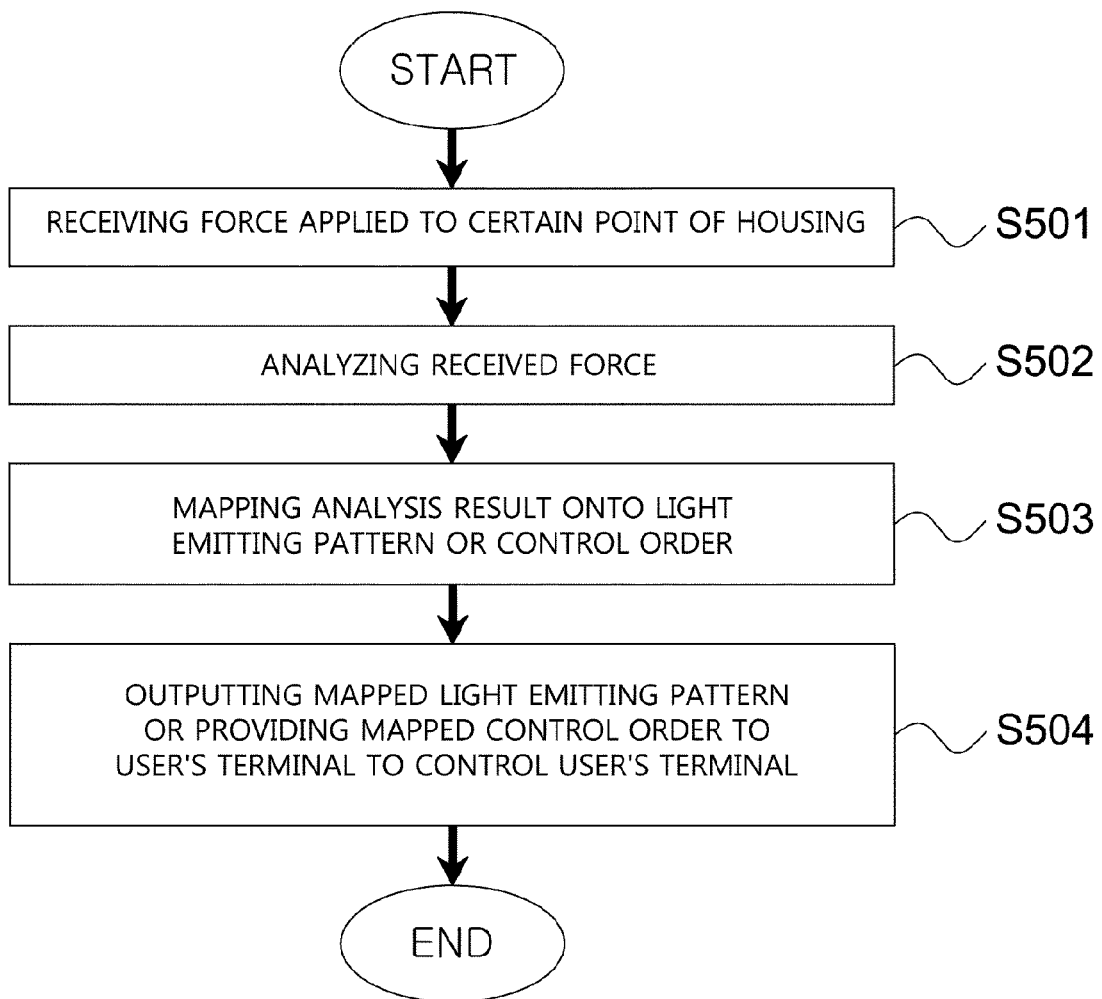 START
RECEIVING FORCE APPLIED TO CERTAIN POINT OF HOUSING
S501
ANALYZING RECEIVED FORCE
S502
MAPPING ANALYSIS RESULT ONTO LIGHT
EMITTING PATTERN OR CONTROL ORDER
S503
OUTPUTTING MAPPED LIGHT EMITTING PATTERN
OR PROVIDING MAPPED CONTROL ORDER TO
USER'S TERMINAL TO CONTROL USER'S TERMINAL
S504
END